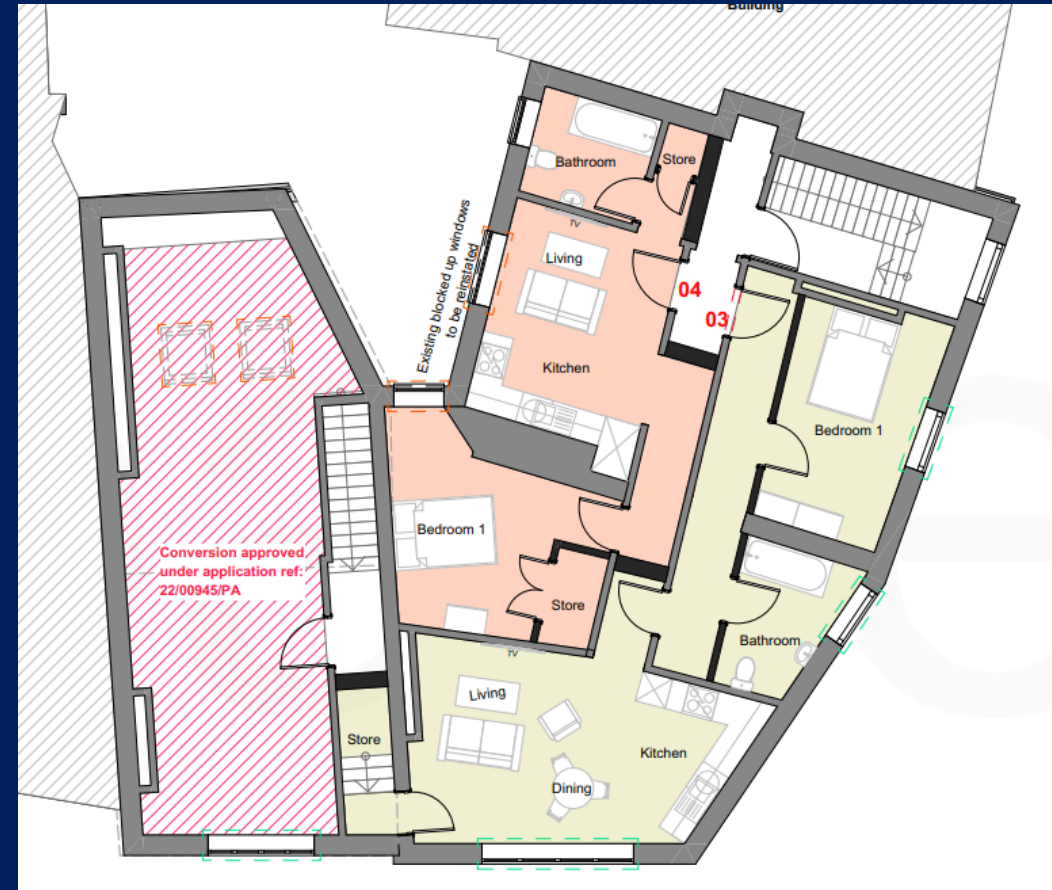 Building
Bathroom
Store
TV
Living
Existing blocked up windows
to be reinstated
04
03
Kitchen
Bedroom 1
Bedroom 1
Conversion approved
under application ref:
22/00945/PA
Store
Bathroom
TV
Living
Store
Kitchen
Dining